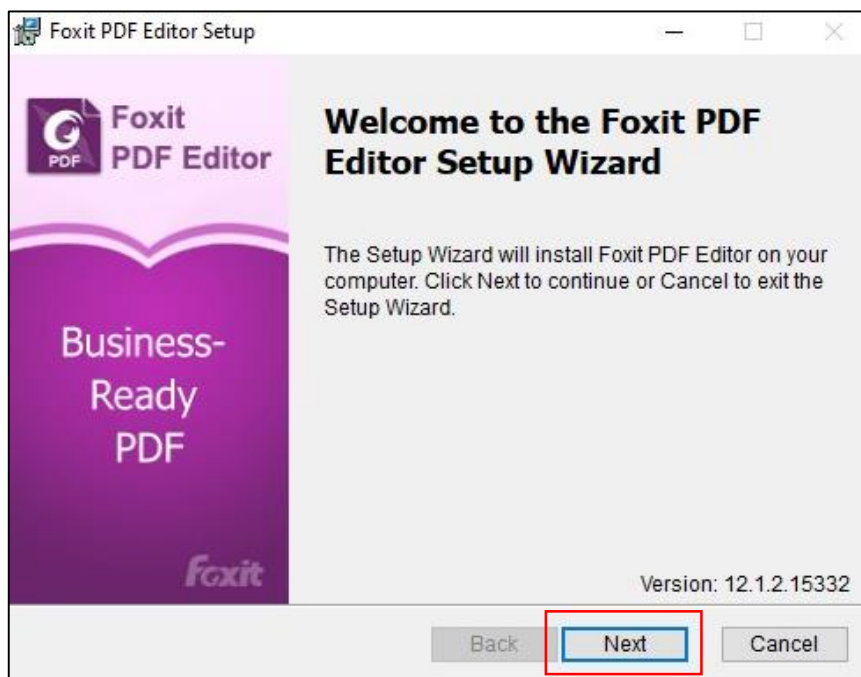 Foxit PDF Editor Setup
Foxit
PDF Editor
PDF
Welcome to the Foxit PDF
Editor Setup Wizard
The Setup Wizard will install Foxit PDF Editor on your
computer. Click Next to continue or Cancel to exit the
Setup Wizard.
Business-
Ready
PDF
Foxit
Version: 12.1.2.15332
Back
Next
Cancel